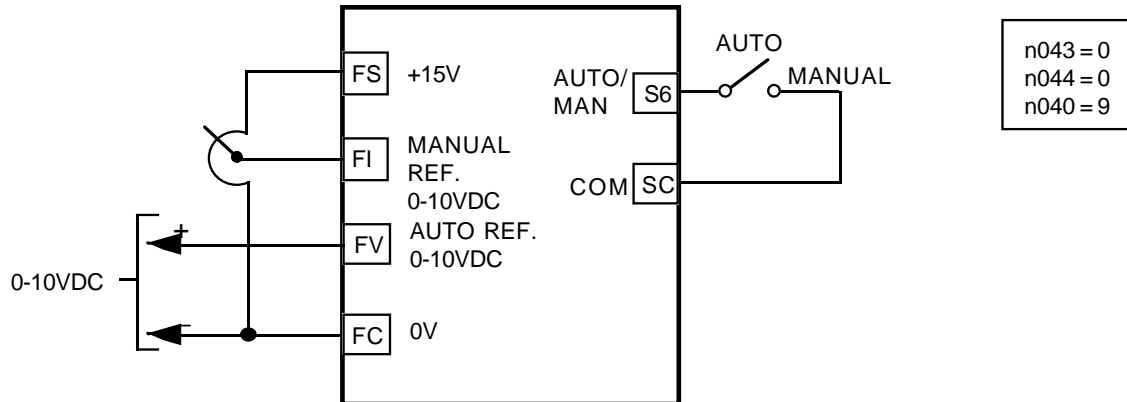 FS
+15V
FI
MANUAL
REF.
0-10VDC
FV
AUTO REF.
0-10VDC
FC
0V
+
−
0-10VDC
AUTO/
MAN
S6
COM
SC
AUTO
MANUAL
n043 = 0
n044 = 0
n040 = 9